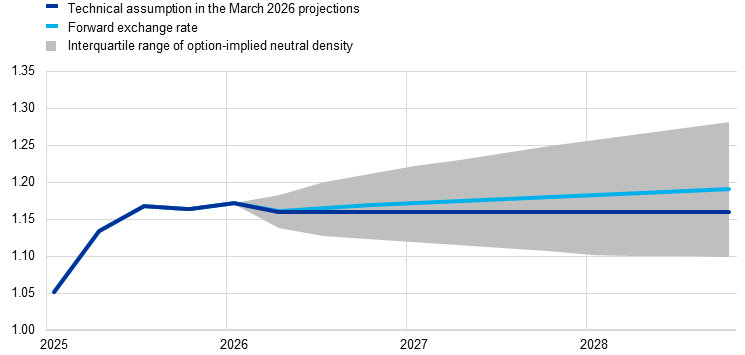 Technical assumption in the March 2026 projections
Forward exchange rate
Interquartile range of option-implied neutral density
1.35
1.30
1.25
1.20
1.15
1.10
1.05
1.00
2025 2026 2027 2028